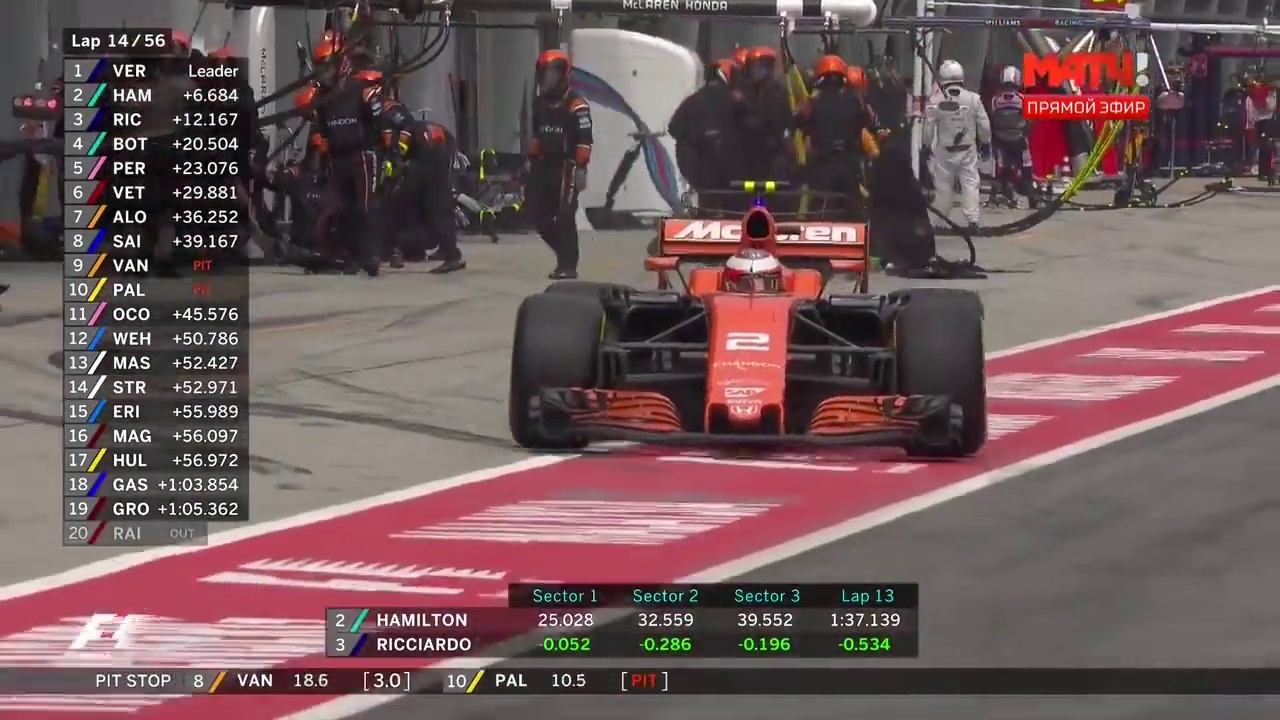 McLAREN HONDA
WILLIAMS RACING
Lap 14/56
1 VER Leader
2 HAM +6.684
3 RIC +12.167
4 BOT +20.504
5 PER +23.076
6 VET +29.881
7 ALO +36.252
8 SAI +39.167
9 VAN PIT
10 PAL PIT
11 OCO +45.576
12 WEH +50.786
13 MAS +52.427
14 STR +52.971
15 ERI +55.989
16 MAG +56.097
17 HUL +56.972
18 GAS +1:03.854
19 GRO +1:05.362
20 RAI OUT
МАТЧ!
ПРЯМОЙ ЭФИР
McLaren
2
CHANDON
SAP
HONDA
Sector 1 Sector 2 Sector 3 Lap 13
2 HAMILTON 25.028 32.559 39.552 1:37.139
3 RICCIARDO -0.052 -0.286 -0.196 -0.534
F1
PIT STOP 8 VAN 18.6 [3.0] 10 PAL 10.5 [PIT]